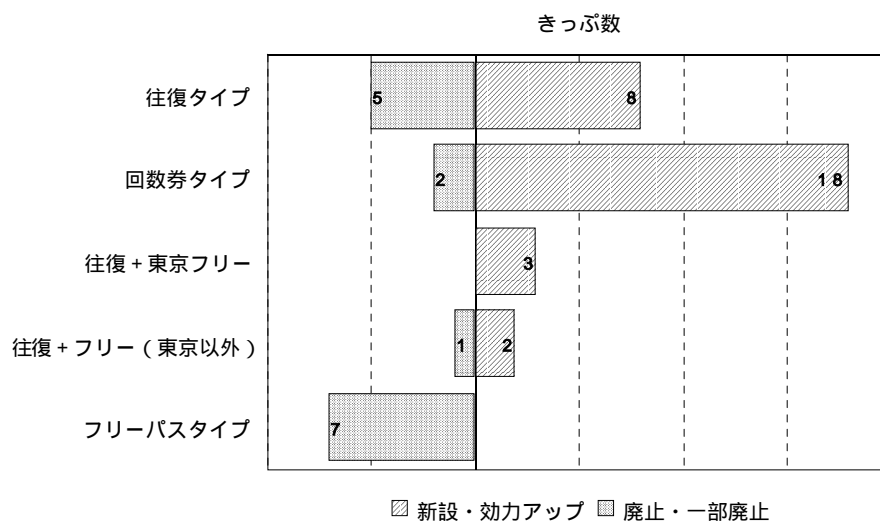 きっぷ数
往復タイプ
5
8
回数券タイプ
2
18
往復+東京フリー
3
往復+フリー(東京以外)
1
2
フリーパスタイプ
7
新設・効力アップ 廃止・一部廃止